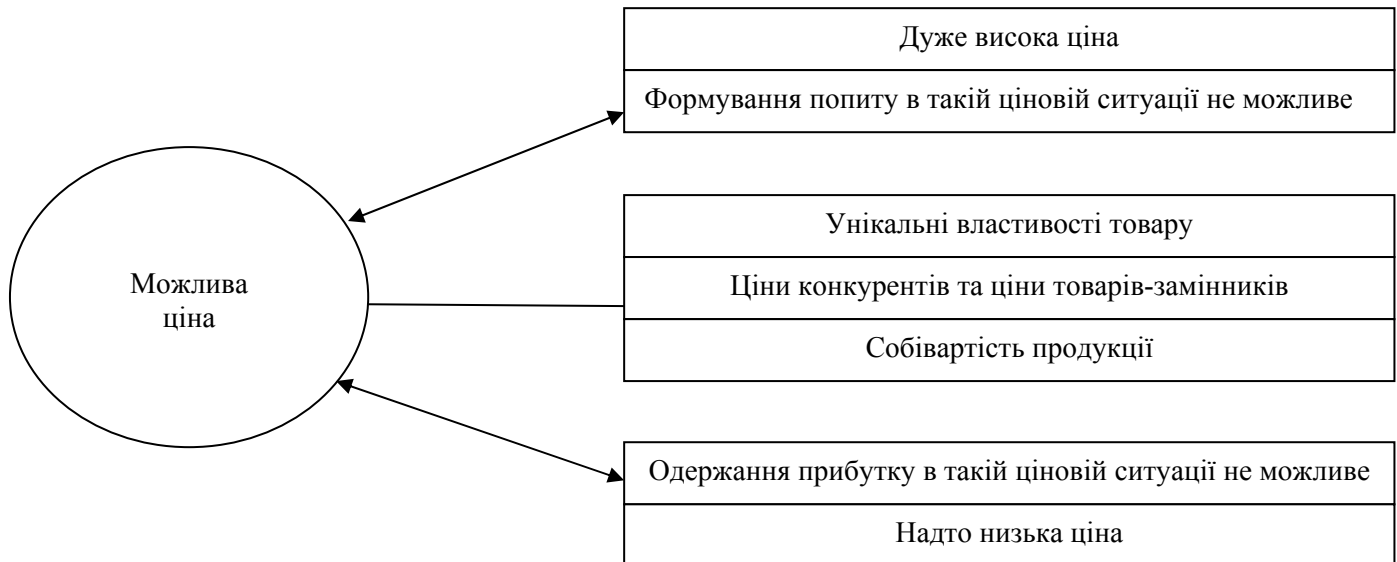 Дуже висока ціна
Формування попиту в такій ціновій ситуації не можливе
Унікальні властивості товару
Можлива
ціна
Ціни конкурентів та ціни товарів-замінників
Собівартість продукції
Одержання прибутку в такій ціновій ситуації не можливе
Надто низька ціна